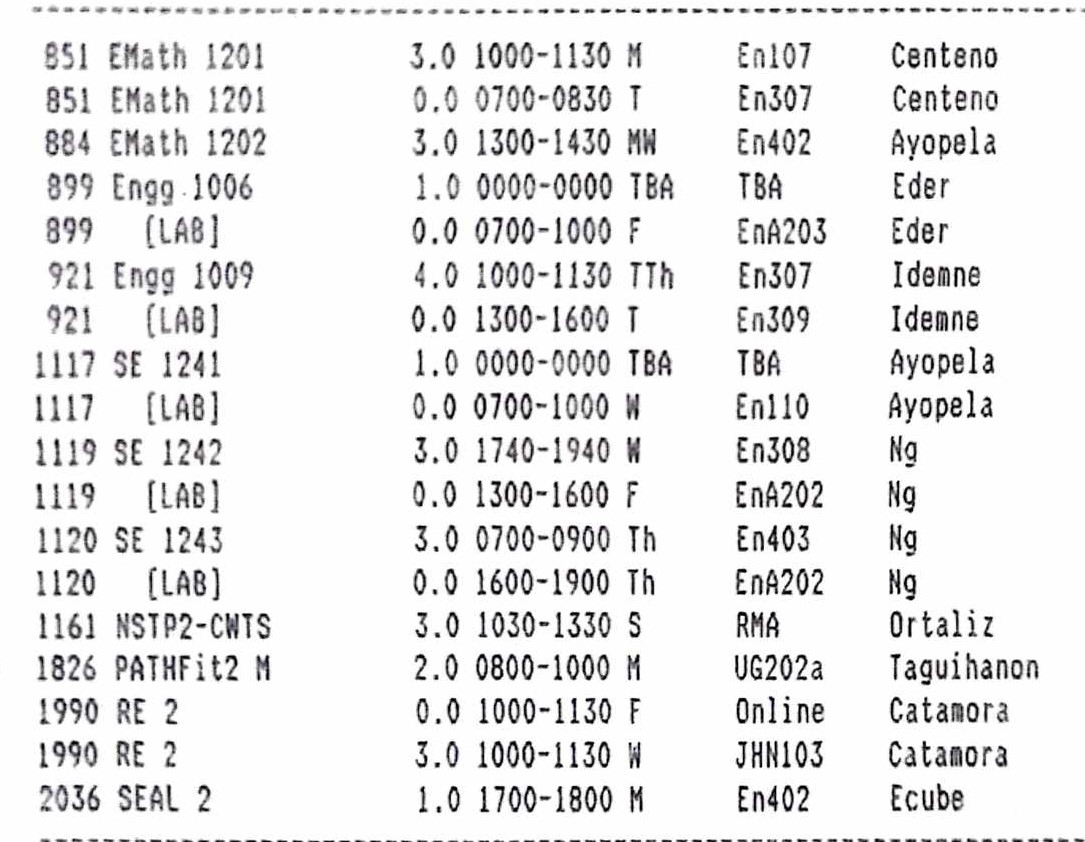 851 EMath 1201 3.0 1000-1130 M En107 Centeno
851 EMath 1201 0.0 0700-0830 T En307 Centeno
884 EMath 1202 3.0 1300-1430 MW En402 Ayopela
899 Engg 1006 1.0 0000-0000 TBA TBA Eder
899 [LAB] 0.0 0700-1000 F EnA203 Eder
921 Engg 1009 4.0 1000-1130 TTh En307 Idemne
921 [LAB] 0.0 1300-1600 T En309 Idemne
1117 SE 1241 1.0 0000-0000 TBA TBA Ayopela
1117 [LAB] 0.0 0700-1000 W En110 Ayopela
1119 SE 1242 3.0 1740-1940 W En308 Ng
1119 [LAB] 0.0 1300-1600 F EnA202 Ng
1120 SE 1243 3.0 0700-0900 Th En403 Ng
1120 [LAB] 0.0 1600-1900 Th EnA202 Ng
1161 NSTP2-CWTS 3.0 1030-1330 S RMA Ortaliz
1826 PATHFit2 M 2.0 0800-1000 M UG202a Taguihanon
1990 RE 2 0.0 1000-1130 F Online Catamora
1990 RE 2 3.0 1000-1130 W JHN103 Catamora
2036 SEAL 2 1.0 1700-1800 M En402 Ecube